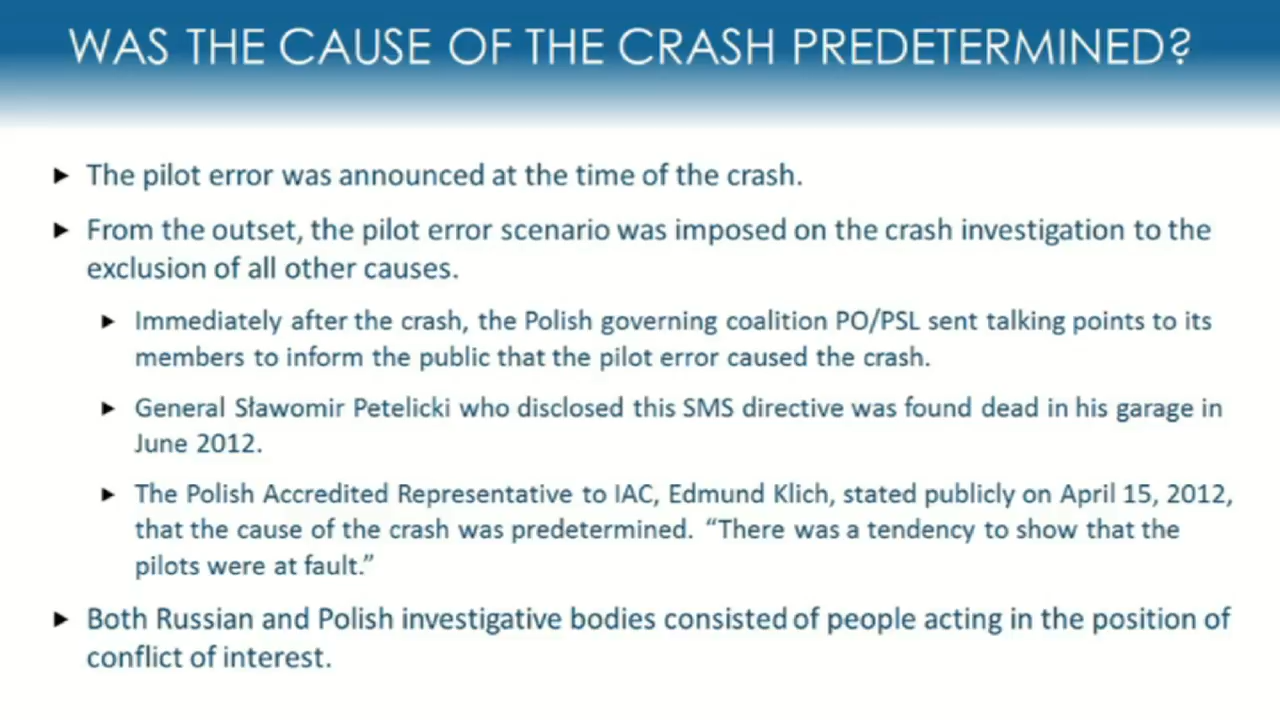 WAS THE CAUSE OF THE CRASH PREDETERMINED?
The pilot error was announced at the time of the crash.
From the outset, the pilot error scenario was imposed on the crash investigation to the
exclusion of all other causes.
Immediately after the crash, the Polish governing coalition PO/PSL sent talking points to its
members to inform the public that the pilot error caused the crash.
General Sławomir Petelicki who disclosed this SMS directive was found dead in his garage in
June 2012.
The Polish Accredited Representative to IAC, Edmund Klich, stated publicly on April 15, 2012,
that the cause of the crash was predetermined. “There was a tendency to show that the
pilots were at fault.”
Both Russian and Polish investigative bodies consisted of people acting in the position of
conflict of interest.